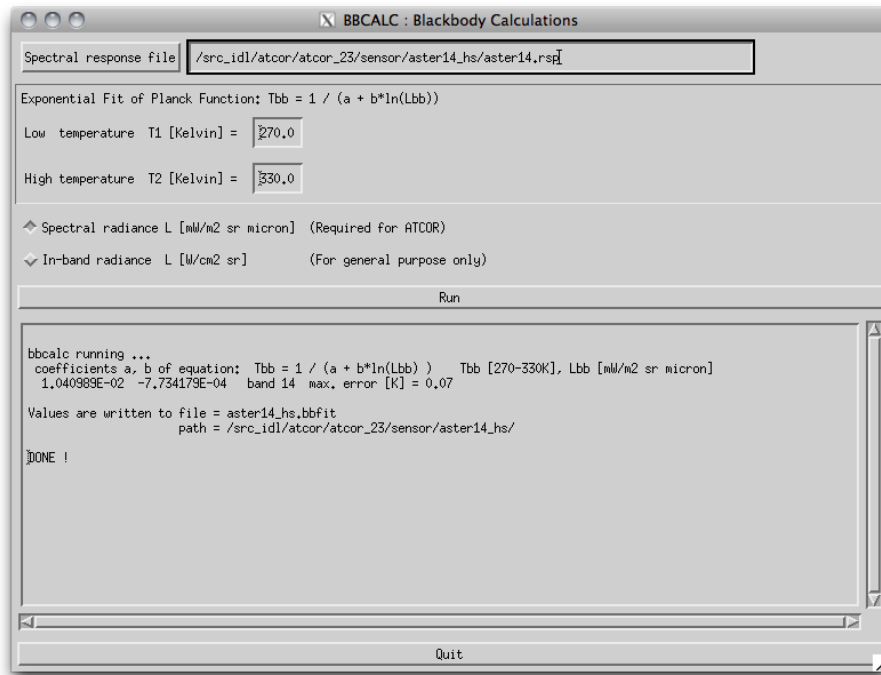 BBCALC : Blackbody Calculations
Spectral response file /src_idl/atcor/atcor_23/sensor/aster14_hs/aster14.rsp
Exponential Fit of Planck Function: Tbb = 1 / (a + b*ln(Lbb))
Low temperature T1 [Kelvin] = 270.0
High temperature T2 [Kelvin] = 330.0
Spectral radiance L [mW/m2 sr micron] (Required for ATCOR)
In-band radiance L [W/cm2 sr] (For general purpose only)
Run
bbcalc running ...
coefficients a, b of equation: Tbb = 1 / (a + b*ln(Lbb) ) Tbb [270-330K], Lbb [mW/m2 sr micron]
1.040989E-02 -7.734179E-04 band 14 max. error [K] = 0.07
Values are written to file = aster14_hs.bbfit
path = /src_idl/atcor/atcor_23/sensor/aster14_hs/
DONE !
Quit